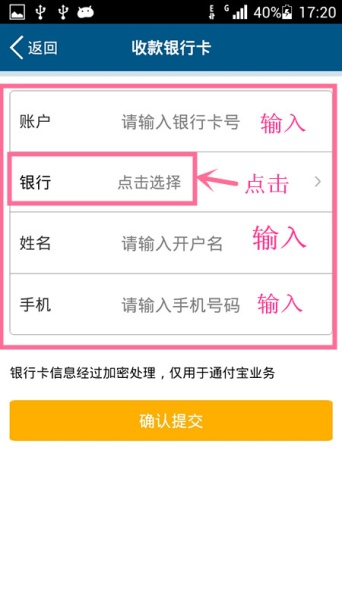 E G 40% 17:20
返回 收款银行卡
账户 请输入银行卡号 输入
银行 点击选择 点击
姓名 请输入开户名 输入
手机 请输入手机号码 输入
银行卡信息经过加密处理，仅用于通付宝业务
确认提交